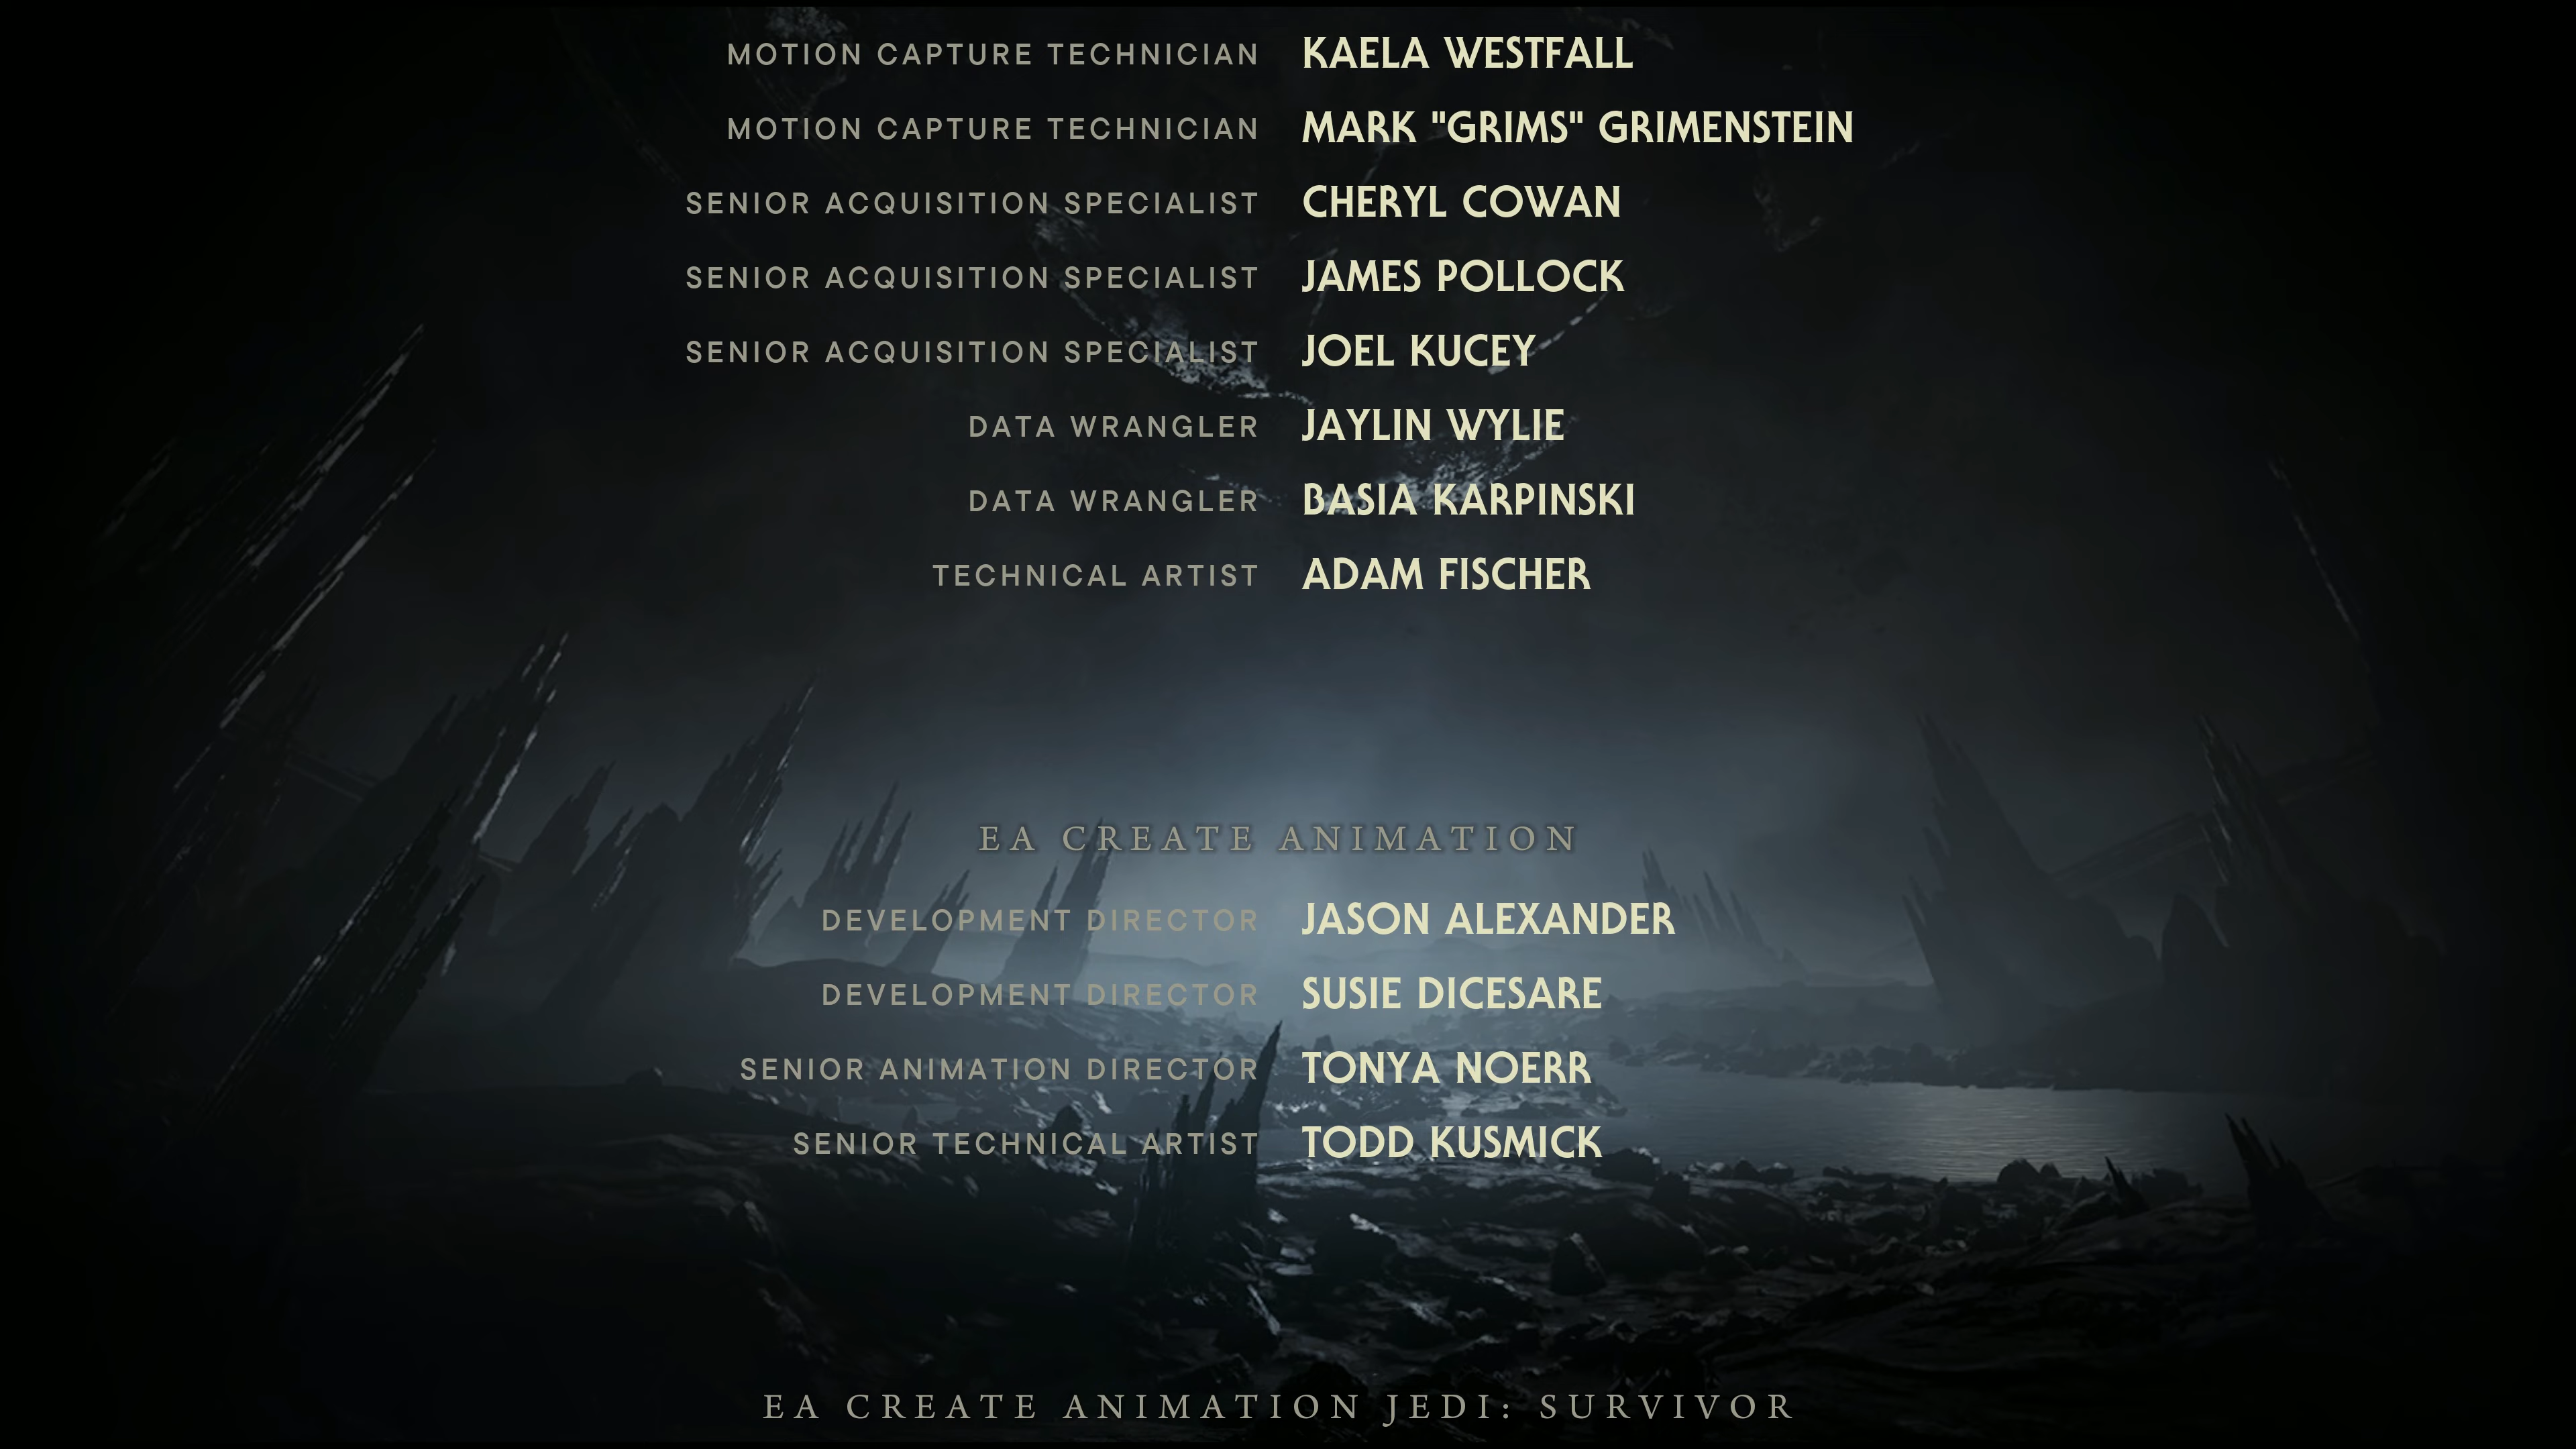 MOTION CAPTURE TECHNICIAN KAELA WESTFALL
MOTION CAPTURE TECHNICIAN MARK "GRIMS" GRIMENSTEIN
SENIOR ACQUISITION SPECIALIST CHERYL COWAN
SENIOR ACQUISITION SPECIALIST JAMES POLLOCK
SENIOR ACQUISITION SPECIALIST JOEL KUCEY
DATA WRANGLER JAYLIN WYLIE
DATA WRANGLER BASIA KARPINSKI
TECHNICAL ARTIST ADAM FISCHER
EA CREATE ANIMATION
DEVELOPMENT DIRECTOR JASON ALEXANDER
DEVELOPMENT DIRECTOR SUSIE DICESARE
SENIOR ANIMATION DIRECTOR TONYA NOERR
SENIOR TECHNICAL ARTIST TODD KUSMICK
EA CREATE ANIMATION JEDI: SURVIVOR